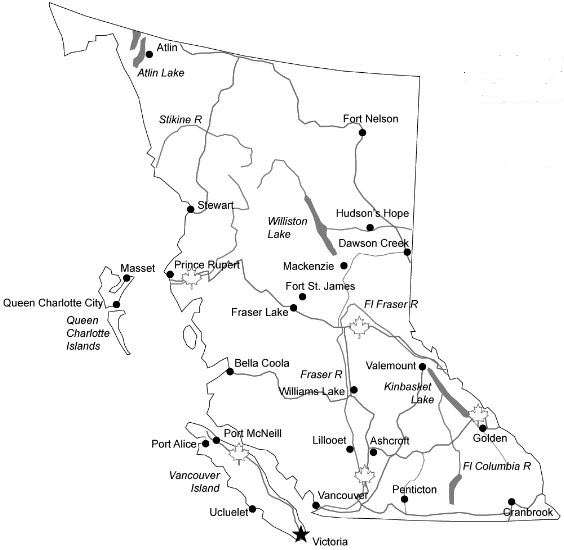 Atlin
Atlin Lake
Stikine R
Fort Nelson
Stewart
Hudson's Hope
Williston
Lake
Dawson Creek
Masset
Prince Rupert
Mackenzie
Fort St. James
Queen Charlotte City
Fraser Lake
Fl Fraser R
Queen
Charlotte
Islands
Bella Coola
Fraser R
Valemount
Williams Lake
Kinbasket
Lake
Port McNeill
Port Alice
Lillooet
Ashcroft
Golden
Vancouver
Island
Fl Columbia R
Vancouver
Penticton
Ucluelet
Cranbrook
Victoria